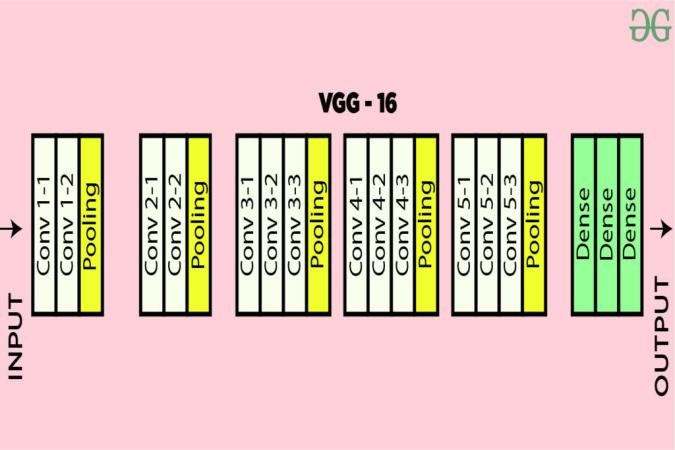 VGG - 16
INPUT
Conv 1-1
Conv 1-2
Pooling
Conv 2-1
Conv 2-2
Pooling
Conv 3-1
Conv 3-2
Conv 3-3
Pooling
Conv 4-1
Conv 4-2
Conv 4-3
Pooling
Conv 5-1
Conv 5-2
Conv 5-3
Pooling
Dense
Dense
Dense
OUTPUT